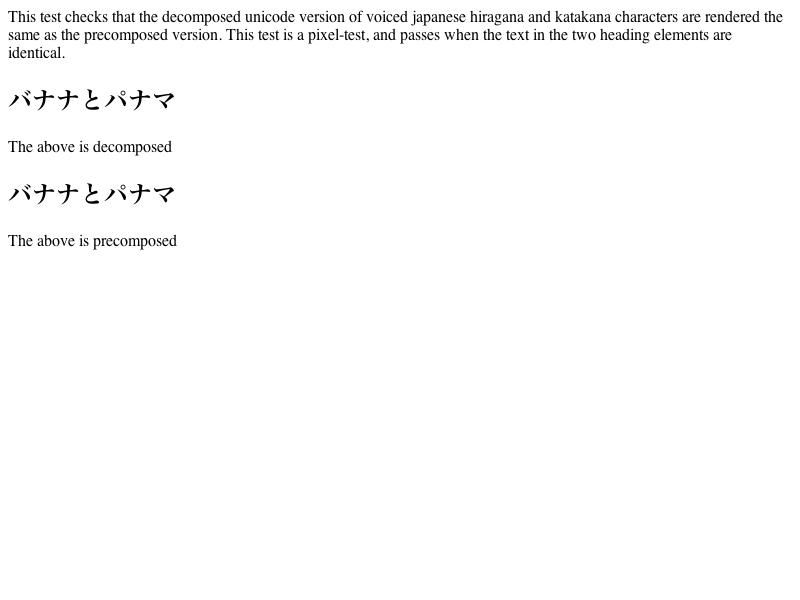 This test checks that the decomposed unicode version of voiced japanese hiragana and katakana characters are rendered the
same as the precomposed version. This test is a pixel-test, and passes when the text in the two heading elements are
identical.
バナナとパナマ
The above is decomposed
バナナとパナマ
The above is precomposed